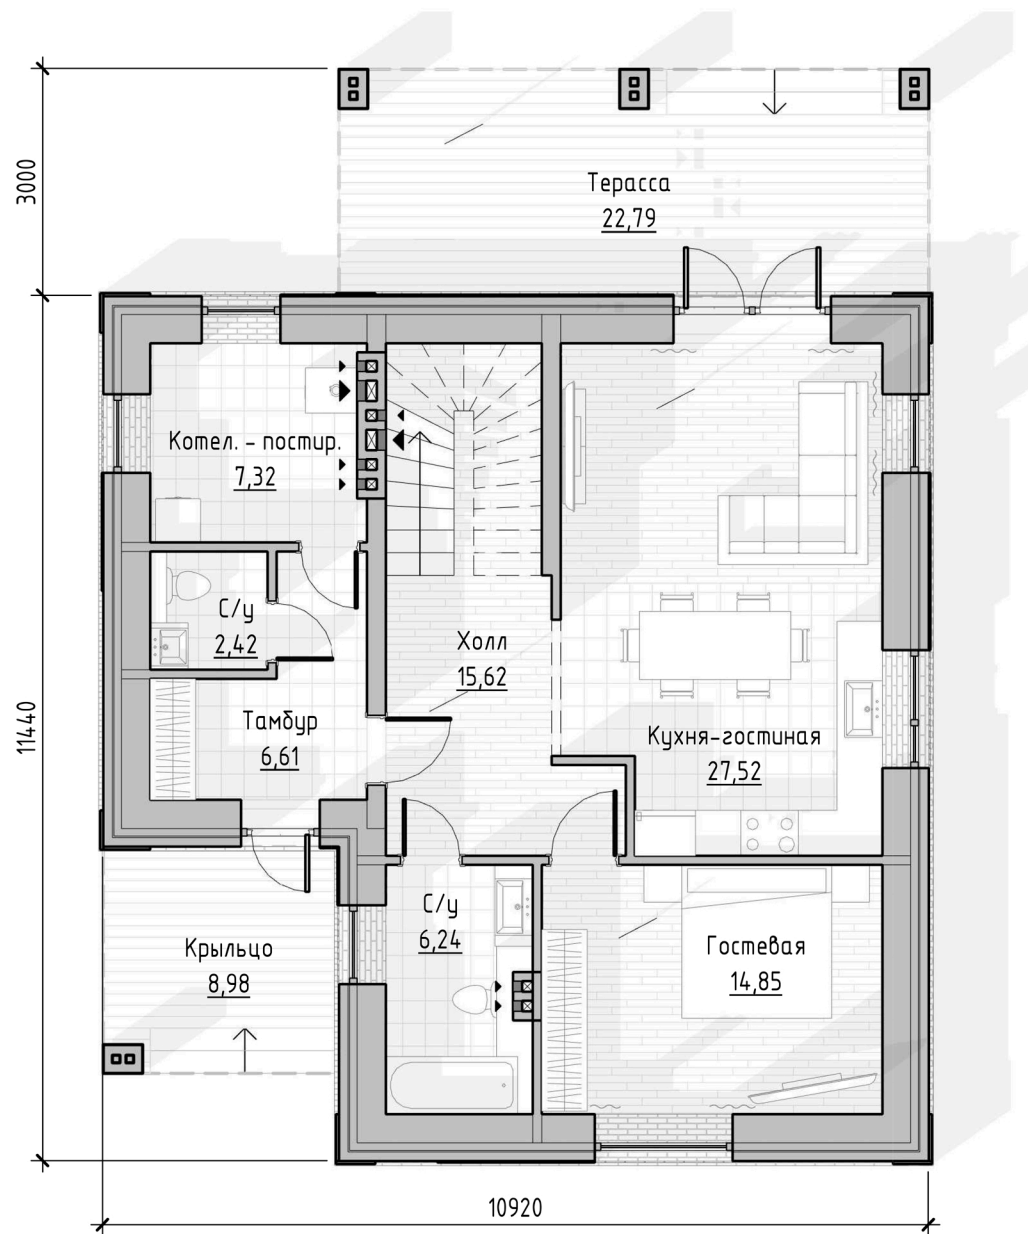 3000
Терасса
22,79
Котел. - постир.
7,32
С/у
2,42
Холл
15,62
Тамбур
6,61
Кухня-гостиная
27,52
11440
С/у
6,24
Гостевая
14,85
Крыльцо
8,98
10920